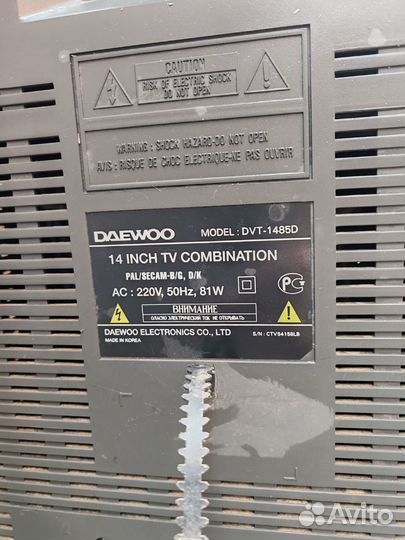 CAUTION
RISK OF ELECTRIC SHOCK
DO NOT OPEN
WARNING : SHOCK HAZARD-DO NOT OPEN
AVIS : RISQUE DE CHOC ELECTRIQUE-NE PAS OUVRIR
DAEWOO MODEL : DVT-1485D
14 INCH TV COMBINATION
PAL/SECAM-B/G, D/K
AC : 220V, 50Hz, 81W
ВНИМАНИЕ
ОПАСНО ЭЛЕКТРИЧЕСКИЙ ТОК НЕ ОТКРЫВАТЬ
DAEWOO ELECTRONICS CO., LTD S/N : CTVS4158LB
MADE IN KOREA
Avito